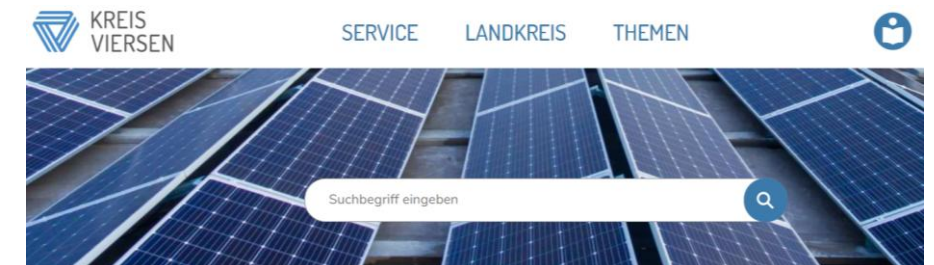 KREIS
VIERSEN
SERVICE LANDKREIS THEMEN
Suchbegriff eingeben